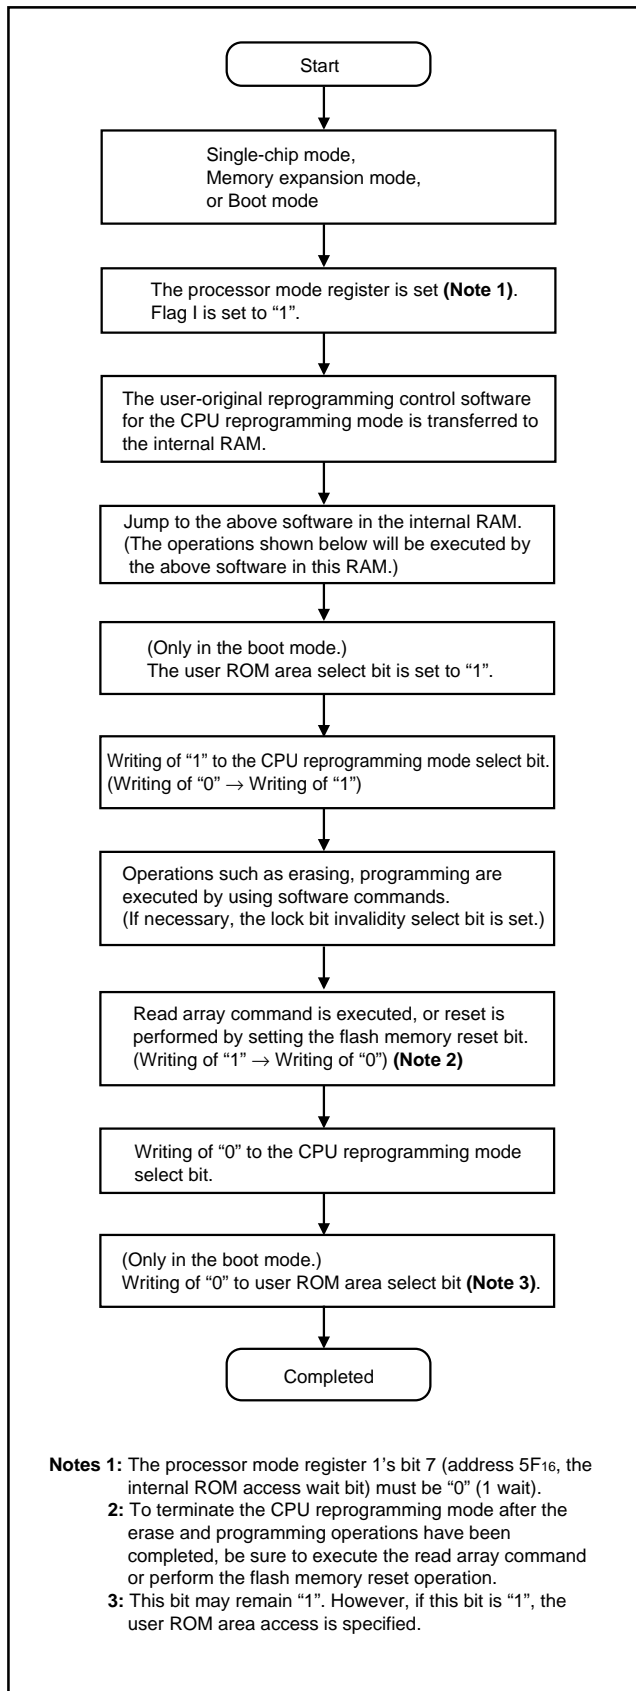 Start
Single-chip mode,
Memory expansion mode,
or Boot mode
The processor mode register is set (Note 1).
Flag I is set to “1”.
The user-original reprogramming control software
for the CPU reprogramming mode is transferred to
the internal RAM.
Jump to the above software in the internal RAM.
(The operations shown below will be executed by
the above software in this RAM.)
(Only in the boot mode.)
The user ROM area select bit is set to “1”.
Writing of “1” to the CPU reprogramming mode select bit.
(Writing of “0” → Writing of “1”)
Operations such as erasing, programming are
executed by using software commands.
(If necessary, the lock bit invalidity select bit is set.)
Read array command is executed, or reset is
performed by setting the flash memory reset bit.
(Writing of “1” → Writing of “0”) (Note 2)
Writing of “0” to the CPU reprogramming mode
select bit.
(Only in the boot mode.)
Writing of “0” to user ROM area select bit (Note 3).
Completed
Notes 1: The processor mode register 1’s bit 7 (address 5F16, the
internal ROM access wait bit) must be “0” (1 wait).
2: To terminate the CPU reprogramming mode after the
erase and programming operations have been
completed, be sure to execute the read array command
or perform the flash memory reset operation.
3: This bit may remain “1”. However, if this bit is “1”, the
user ROM area access is specified.